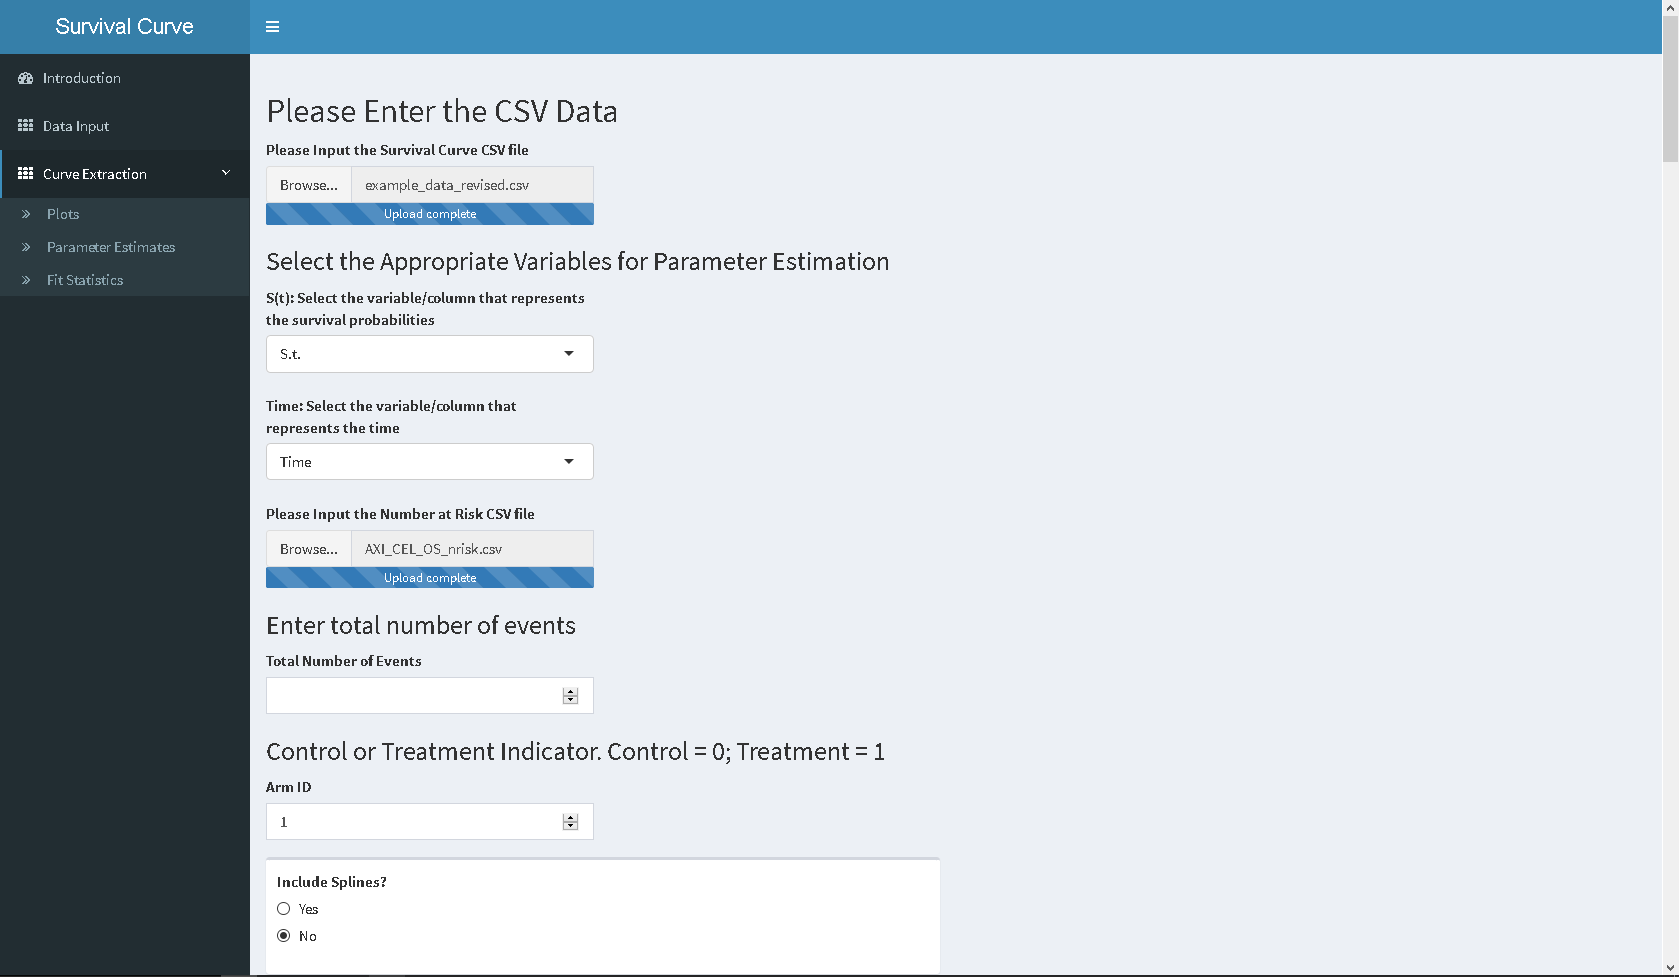 Survival Curve
Introduction
Data Input
Curve Extraction
Plots
Parameter Estimates
Fit Statistics
Please Enter the CSV Data
Please Input the Survival Curve CSV file
Browse... example_data_revised.csv
Upload complete
Select the Appropriate Variables for Parameter Estimation
S(t): Select the variable/column that represents
the survival probabilities
S.t.
Time: Select the variable/column that
represents the time
Time
Please Input the Number at Risk CSV file
Browse... AXI_CEL_OS_nrisk.csv
Upload complete
Enter total number of events
Total Number of Events
Control or Treatment Indicator. Control = 0; Treatment = 1
Arm ID
1
Include Splines?
Yes
No